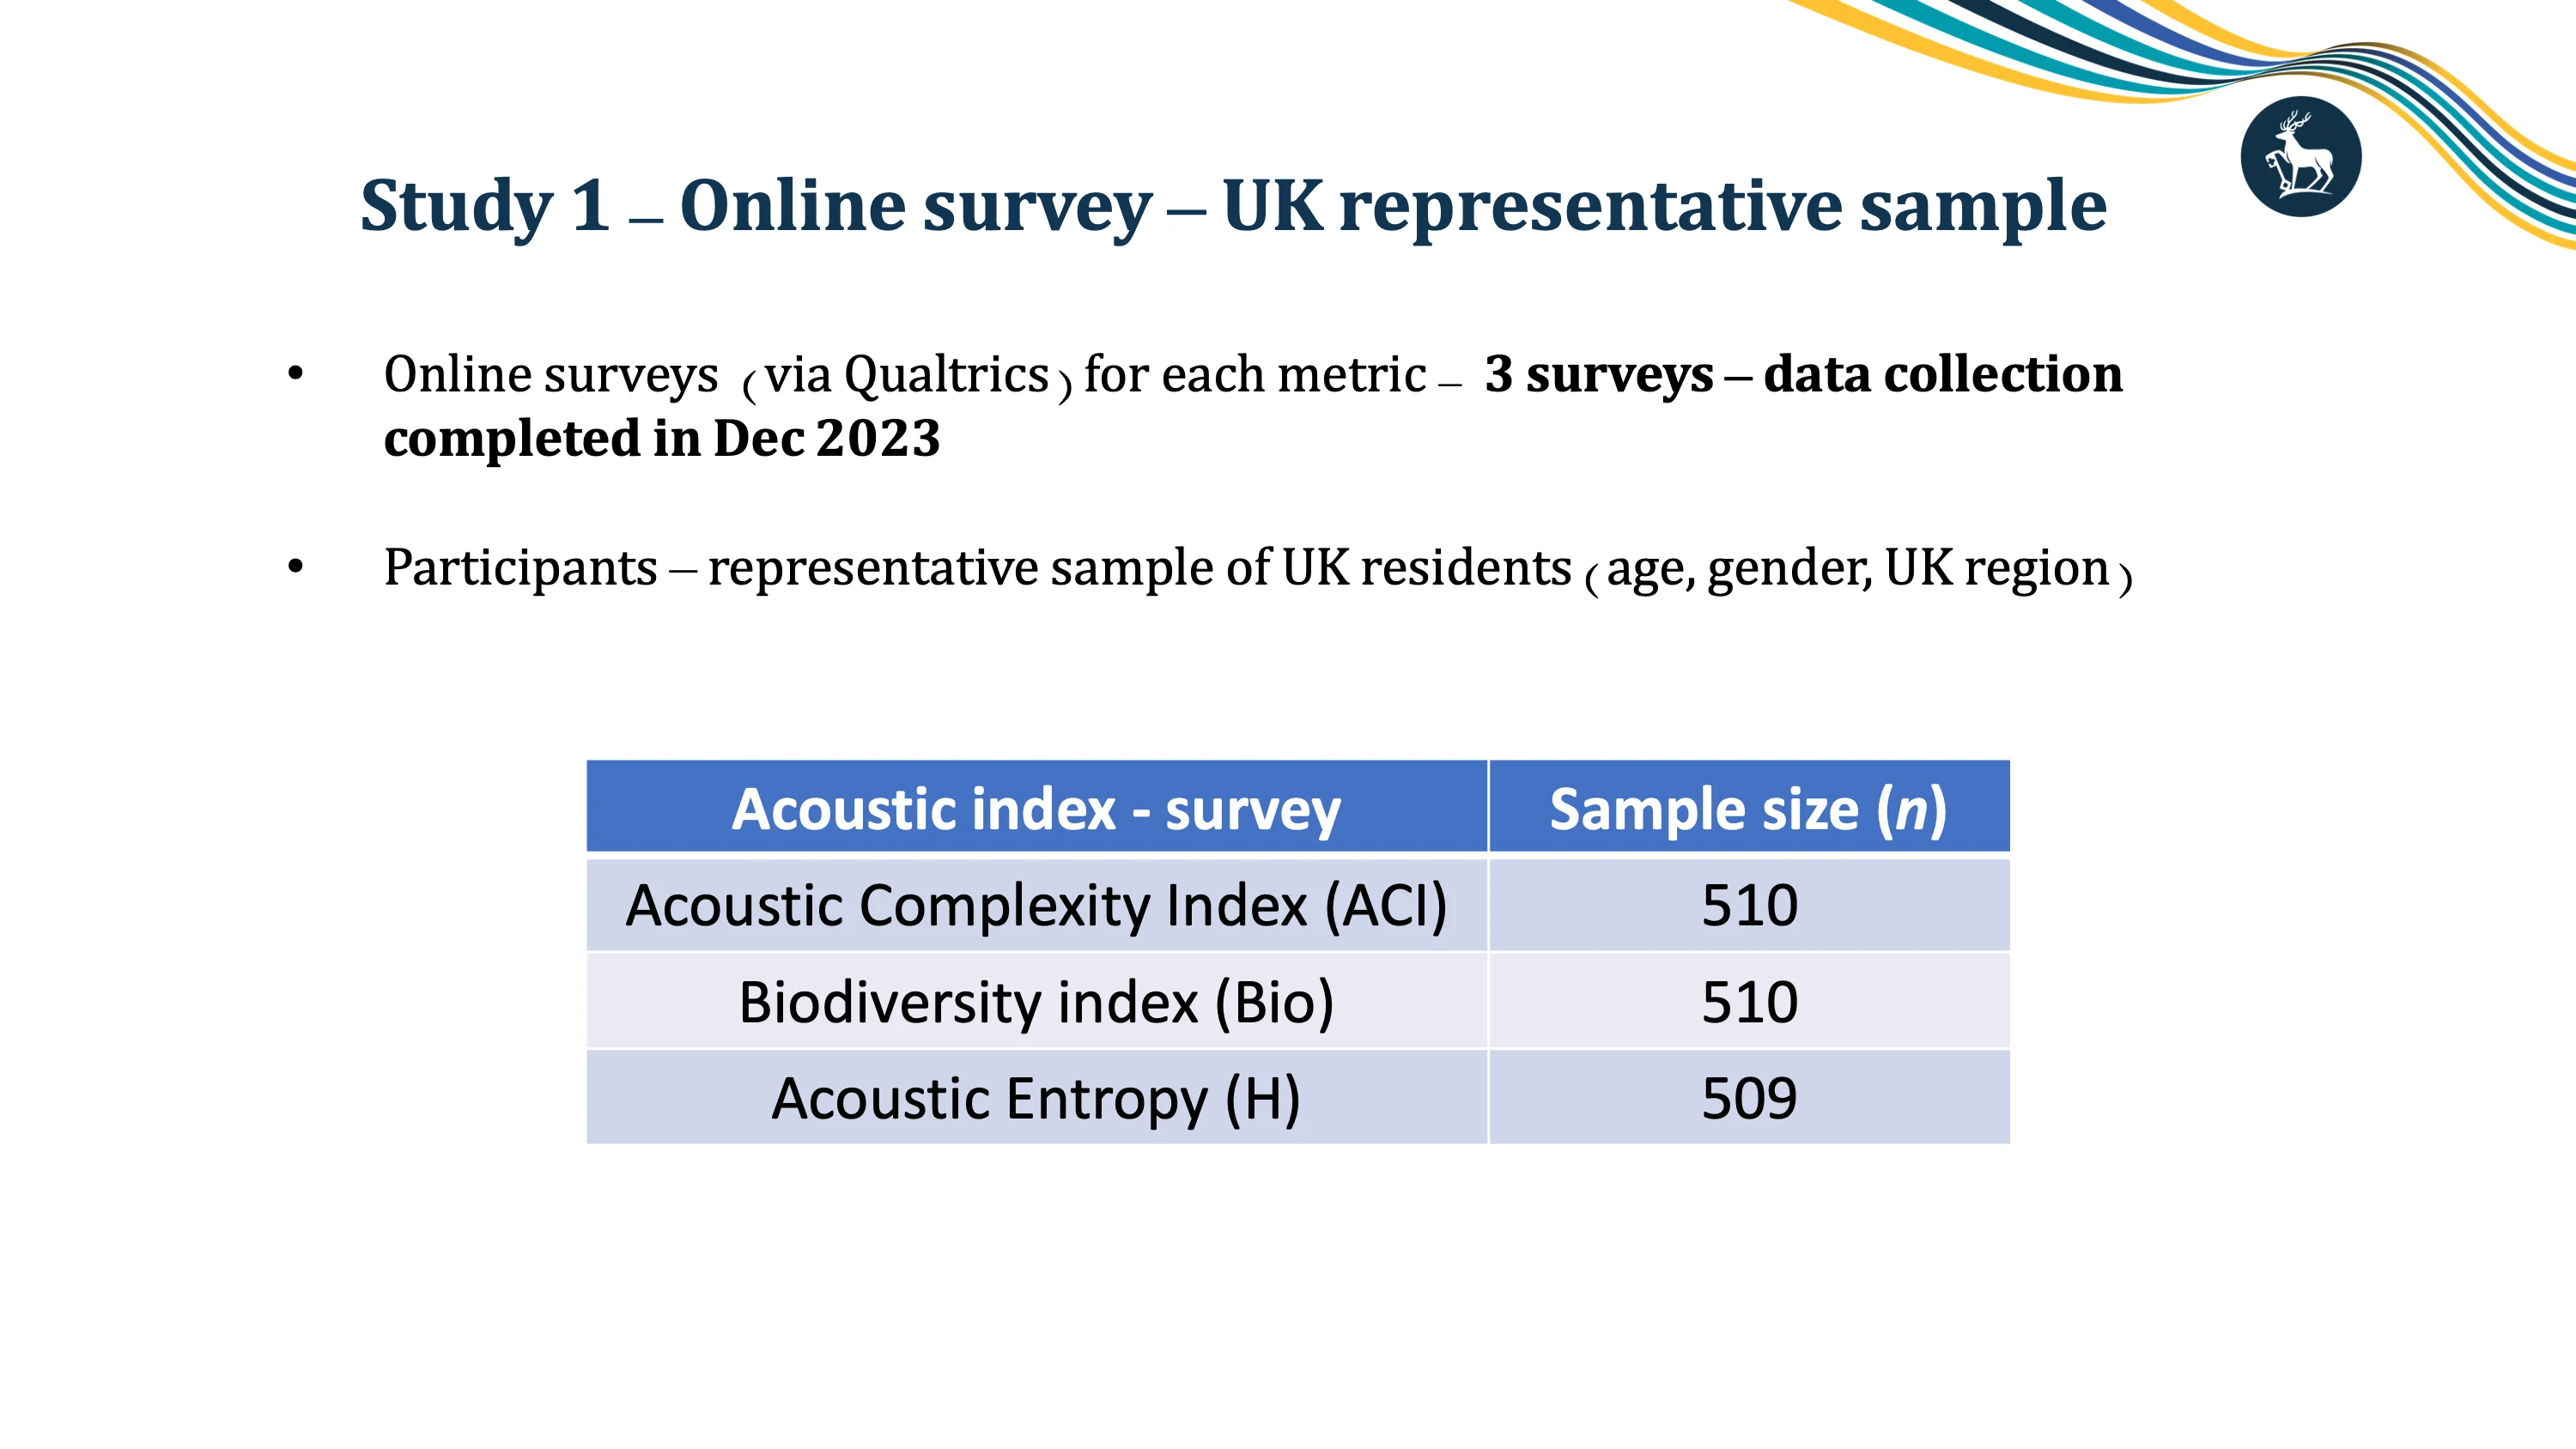 Study 1 – Online survey – UK representative sample
• Online surveys (via Qualtrics) for each metric – 3 surveys – data collection
completed in Dec 2023
• Participants – representative sample of UK residents (age, gender, UK region)
Acoustic index - survey Sample size (n)
Acoustic Complexity Index (ACI) 510
Biodiversity index (Bio) 510
Acoustic Entropy (H) 509